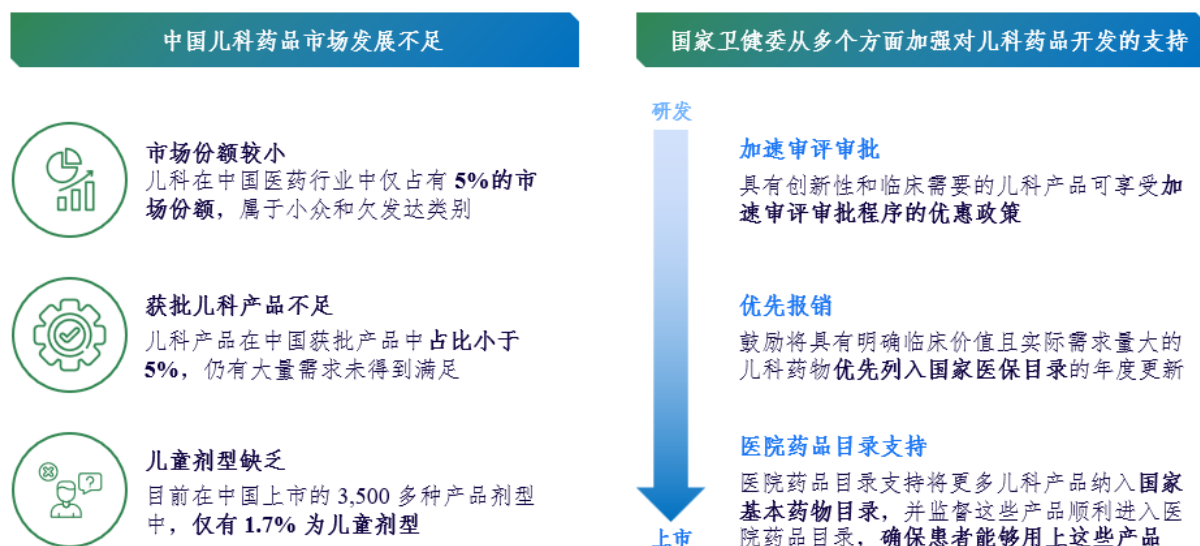 中国儿科药品市场发展不足
市场份额较小
儿科在中国医药行业中仅占有 5%的市
场份额，属于小众和欠发达类别
获批儿科产品不足
儿科产品在中国获批产品中占比小于
5%，仍有大量需求未得到满足
儿童剂型缺乏
目前在中国上市的 3,500 多种产品剂型
中，仅有 1.7% 为儿童剂型
国家卫健委从多个方面加强对儿科药品开发的支持
研发
加速审评审批
具有创新性和临床需要的儿科产品可享受加
速审评审批程序的优惠政策
优先报销
鼓励将具有明确临床价值且实际需求量大的
儿科药物优先列入国家医保目录的年度更新
医院药品目录支持
医院药品目录支持将更多儿科产品纳入国家
基本药物目录，并监督这些产品顺利进入医
院药品目录，确保患者能够用上这些产品
上市